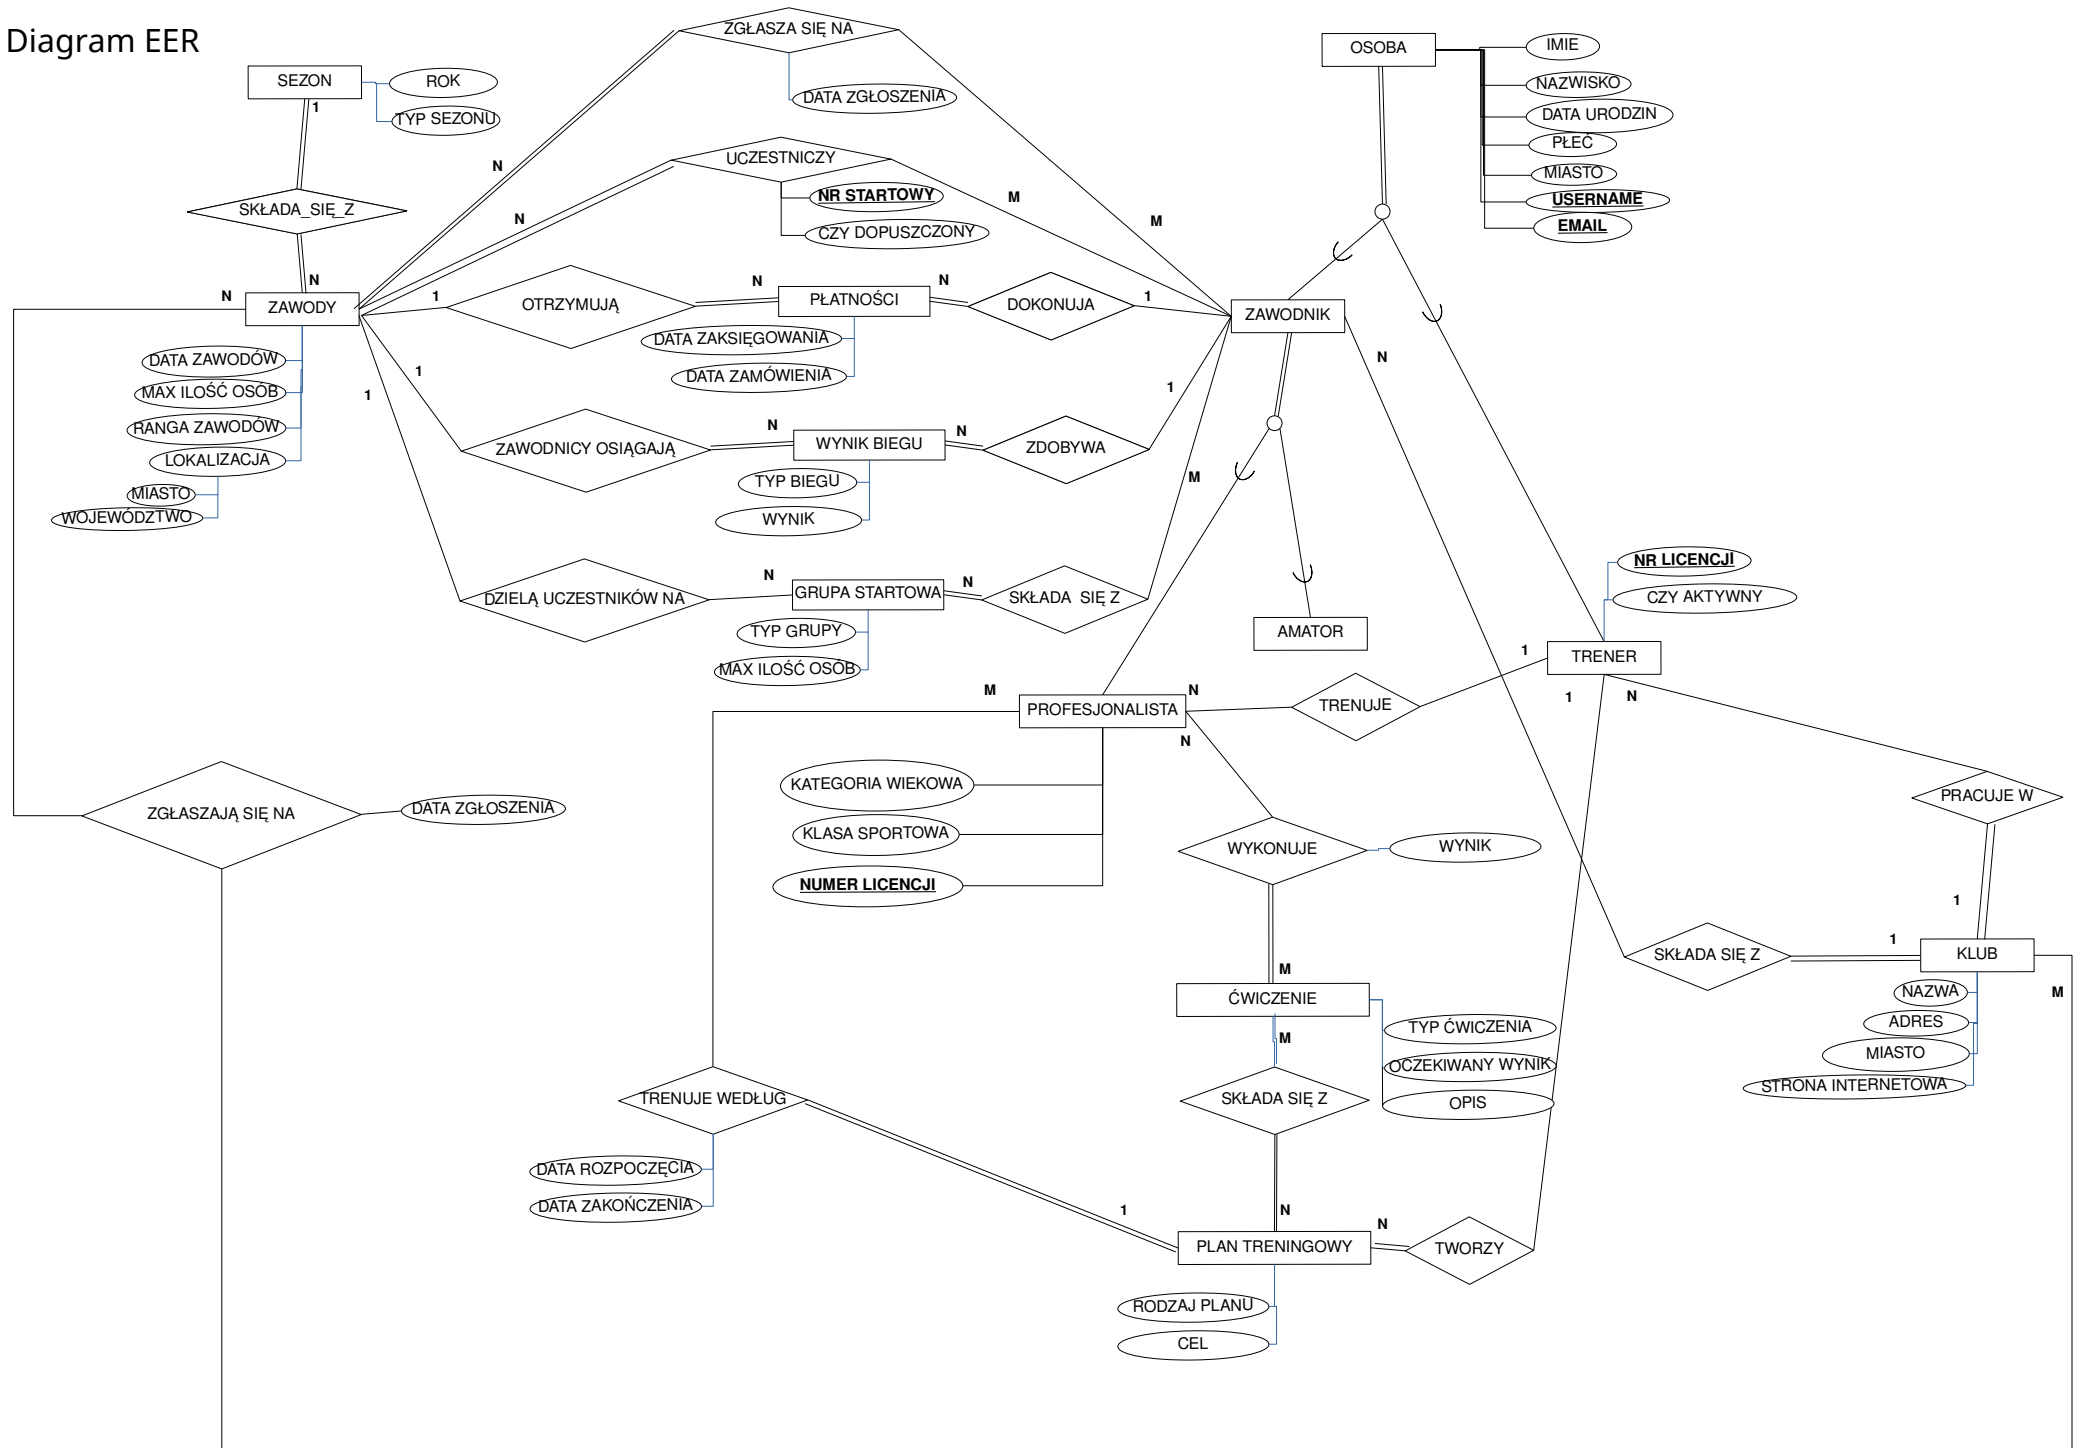 Diagram EER
ZGŁASZA SIĘ NA
DATA ZGŁOSZENIA
SEZON
ROK
TYP SEZONU
1
SKŁADA_SIĘ_Z
N
N
UCZESTNICZY
NR STARTOWY
CZY DOPUSZCZONY
N
M
M
OSOBA
IMIE
NAZWISKO
DATA URODZIN
PŁEĆ
MIASTO
USERNAME
EMAIL
N
ZAWODY
DATA ZAWODÓW
MAX ILOŚĆ OSÓB
RANGA ZAWODÓW
LOKALIZACJA
MIASTO
WOJEWÓDZTWO
1
OTRZYMUJĄ
N
PŁATNOŚCI
DATA ZAKSIĘGOWANIA
DATA ZAMÓWIENIA
N
DOKONUJA
1
ZAWODNIK
N
1
ZAWODNICY OSIĄGAJĄ
N
WYNIK BIEGU
TYP BIEGU
WYNIK
N
ZDOBYWA
1
1
DZIELĄ UCZESTNIKÓW NA
N
GRUPA STARTOWA
TYP GRUPY
MAX ILOŚĆ OSÓB
N
SKŁADA SIĘ Z
M
AMATOR
NR LICENCJI
CZY AKTYWNY
TRENER
1
1
N
M
PROFESJONALISTA
N
N
TRENUJE
KATEGORIA WIEKOWA
KLASA SPORTOWA
NUMER LICENCJI
ZGŁASZAJĄ SIĘ NA
DATA ZGŁOSZENIA
WYKONUJE
WYNIK
PRACUJE W
1
M
ĆWICZENIE
M
TYP ĆWICZENIA
OCZEKIWANY WYNIK
OPIS
SKŁADA SIĘ Z
1
KLUB
M
NAZWA
ADRES
MIASTO
STRONA INTERNETOWA
TRENUJE WEDŁUG
DATA ROZPOCZĘCIA
DATA ZAKOŃCZENIA
SKŁADA SIĘ Z
1
N
N
PLAN TRENINGOWY
TWORZY
RODZAJ PLANU
CEL